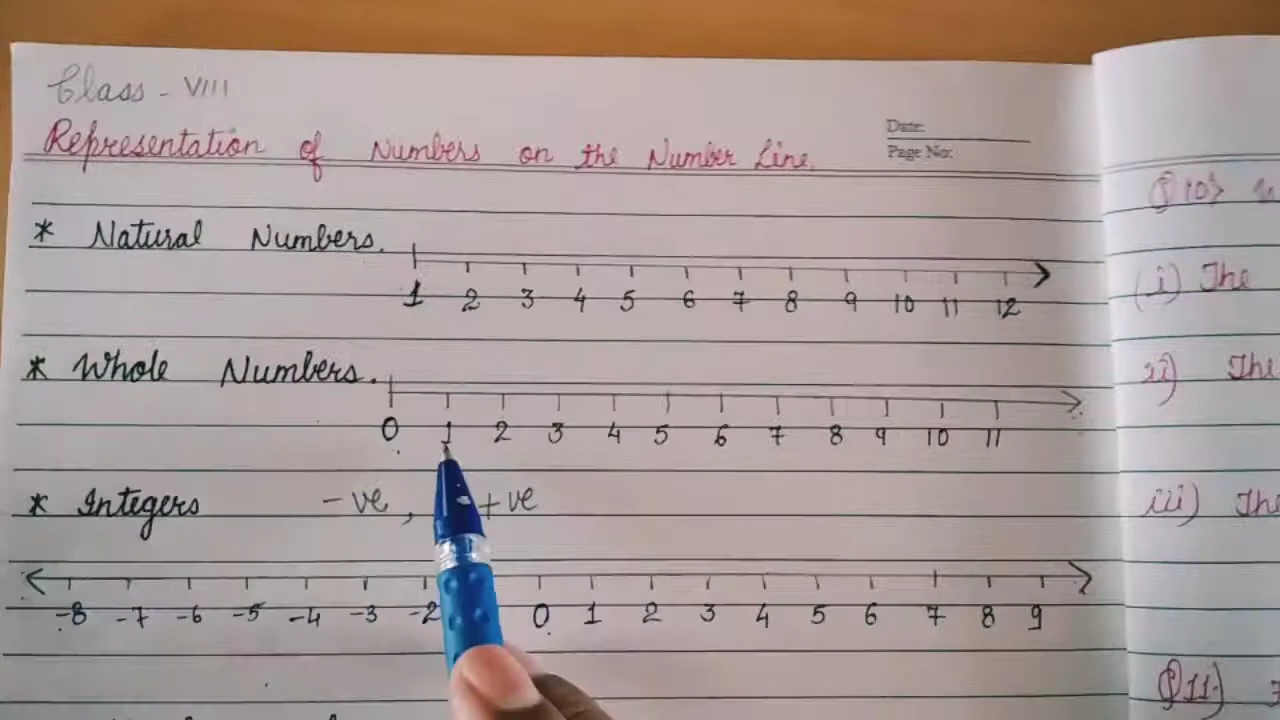 Class - VIII
Representation of Numbers on the Number Line.
Date:
Page No:
* Natural Numbers.
1 2 3 4 5 6 7 8 9 10 11 12
* Whole Numbers.
0 1 2 3 4 5 6 7 8 9 10 11
* Integers -ve, +ve
-8 -7 -6 -5 -4 -3 -2 0 1 2 3 4 5 6 7 8 9
Q10>
(i) The
ii) The
iii) The
Q11)